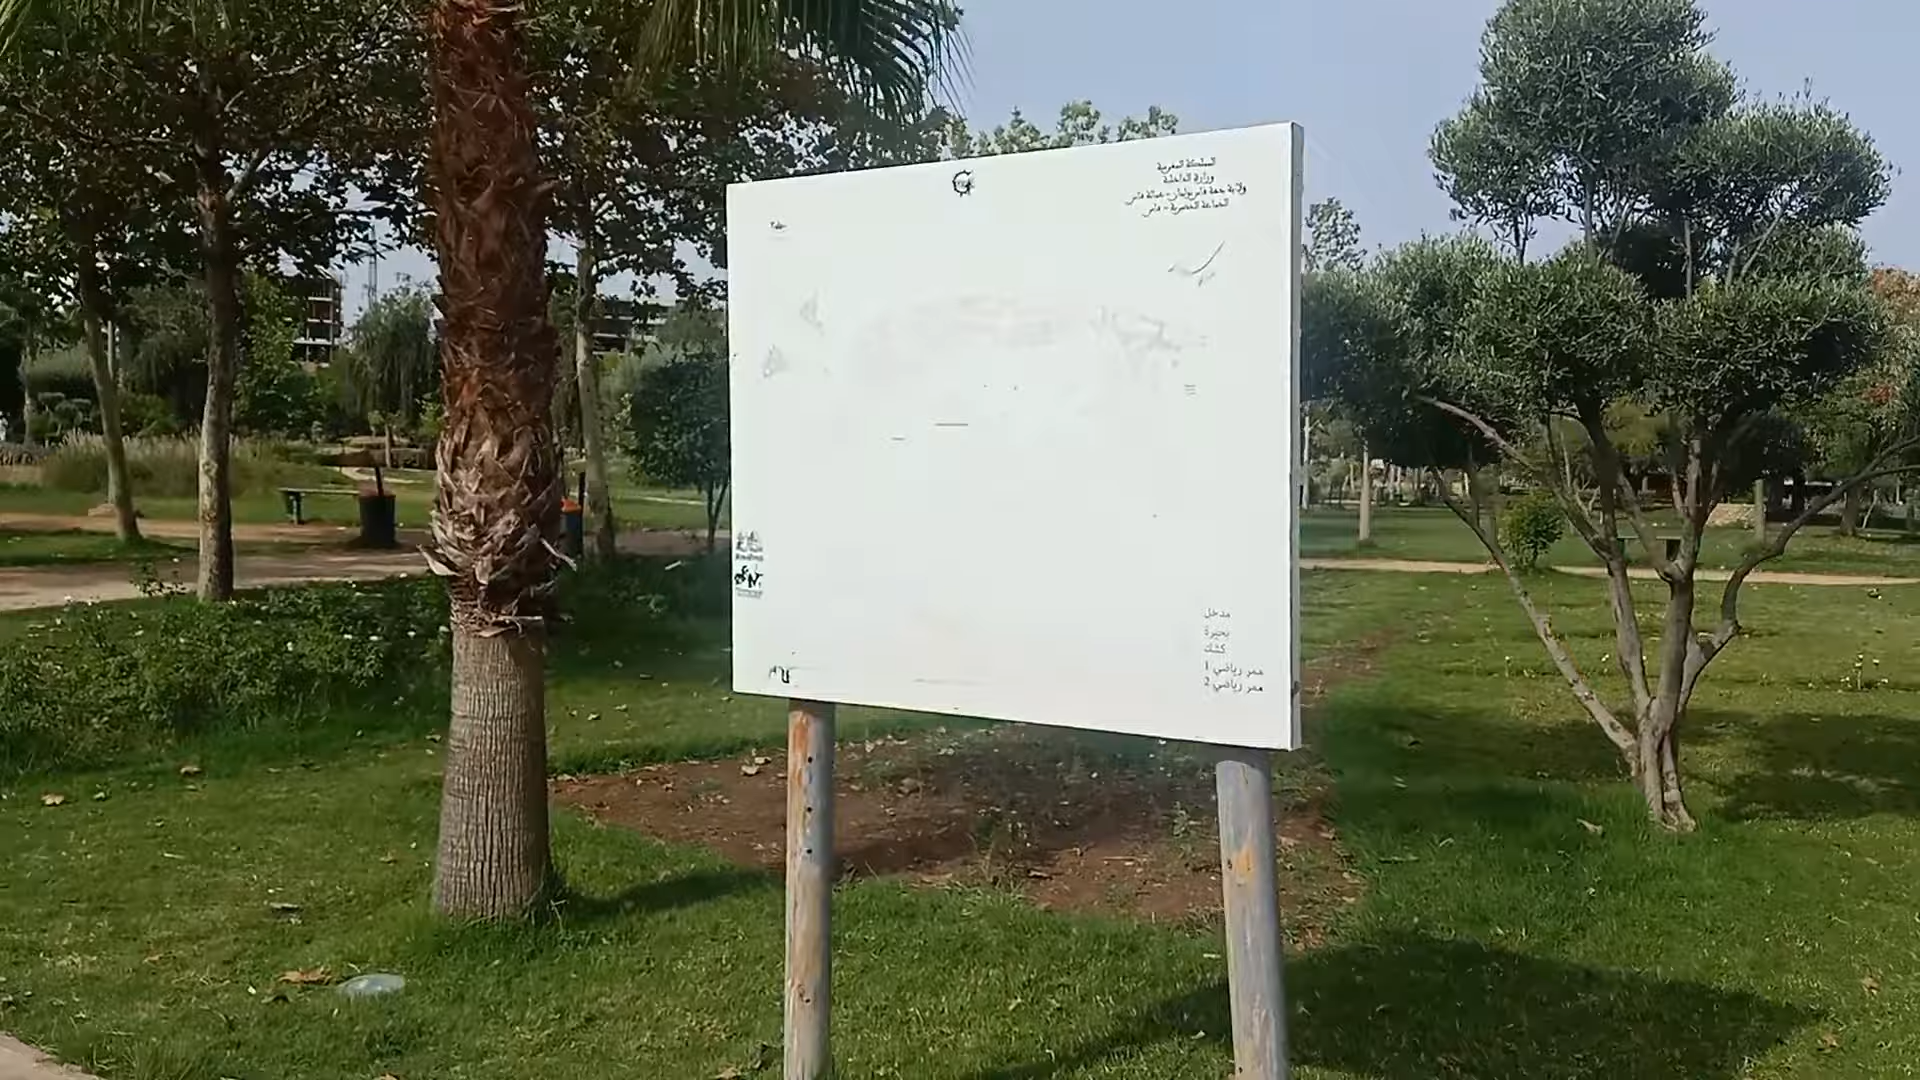 المملكة المغربية
وزارة الداخلية
ولاية جهة فاس بولمان - عمالة فاس
الجماعة الحضرية - فاس
مدخل
بحيرة
كشك
ممر رياضي 1
ممر رياضي 2